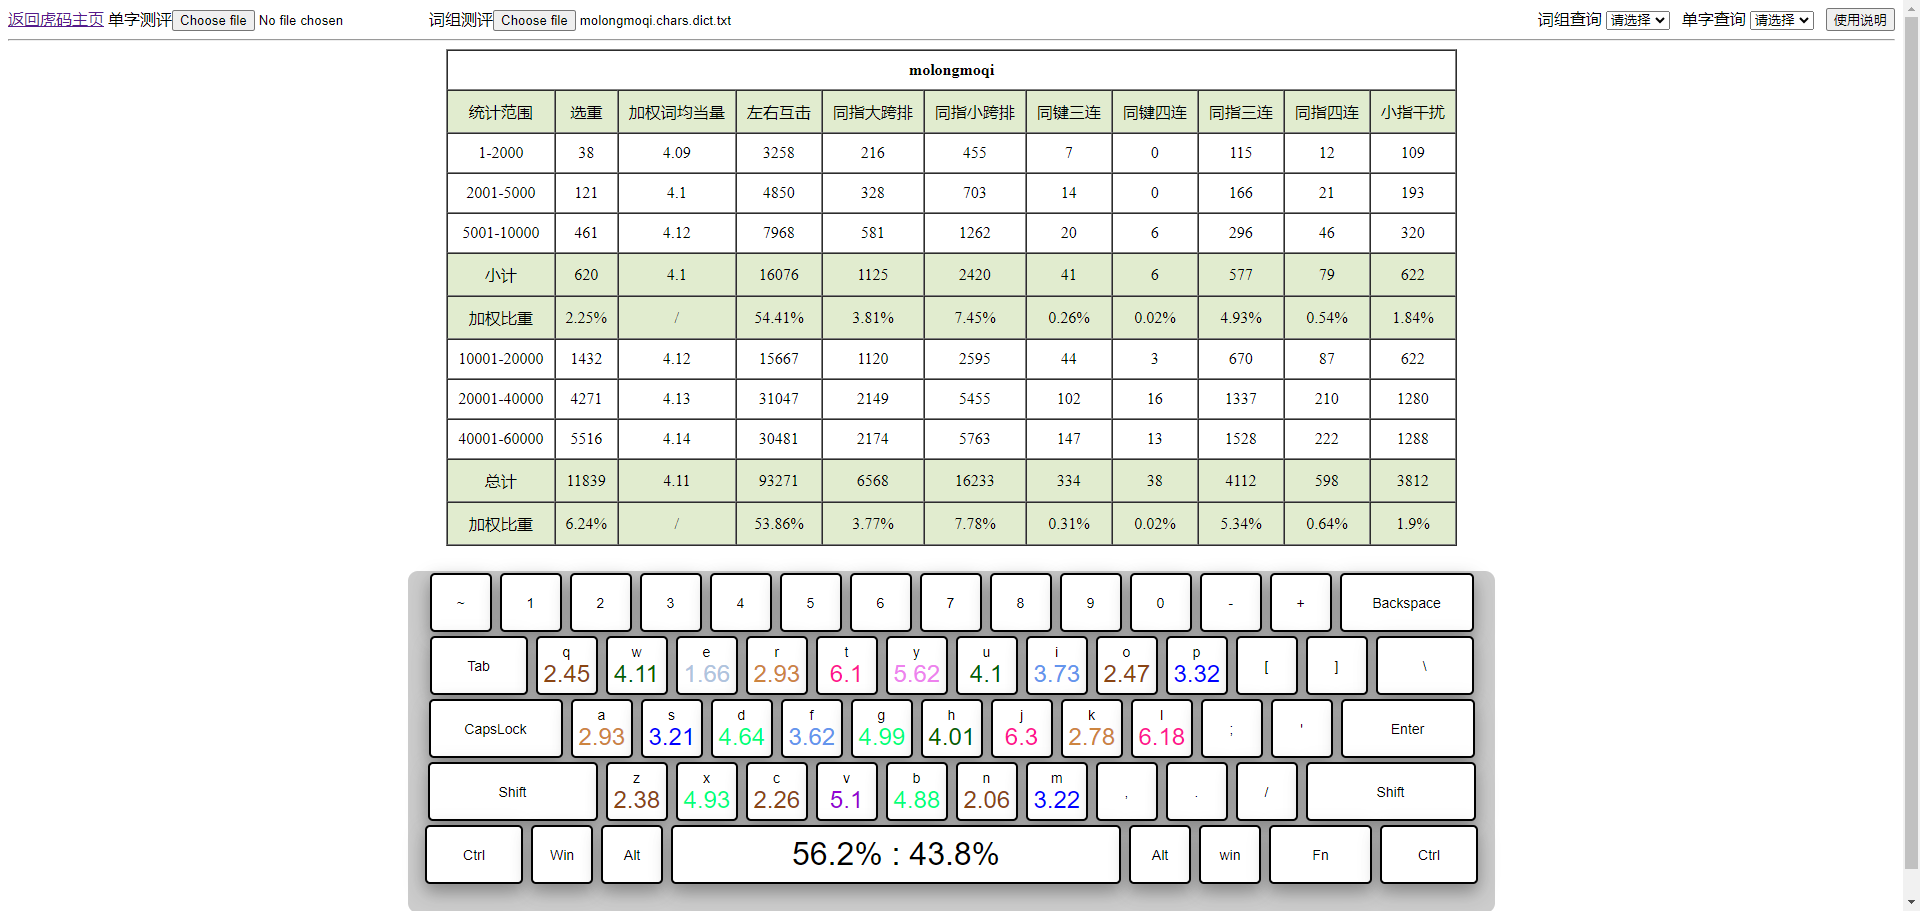 返回虎码主页 单字测评 Choose file No file chosen 词组测评 Choose file molongmoqi.chars.dict.txt 词组查询 请选择 单字查询 请选择 使用说明
molongmoqi
统计范围 选重 加权词均当量 左右互击 同指大跨排 同指小跨排 同键三连 同键四连 同指三连 同指四连 小指干扰
1-2000 38 4.09 3258 216 455 7 0 115 12 109
2001-5000 121 4.1 4850 328 703 14 0 166 21 193
5001-10000 461 4.12 7968 581 1262 20 6 296 46 320
小计 620 4.1 16076 1125 2420 41 6 577 79 622
加权比重 2.25% / 54.41% 3.81% 7.45% 0.26% 0.02% 4.93% 0.54% 1.84%
10001-20000 1432 4.12 15667 1120 2595 44 3 670 87 622
20001-40000 4271 4.13 31047 2149 5455 102 16 1337 210 1280
40001-60000 5516 4.14 30481 2174 5763 147 13 1528 222 1288
总计 11839 4.11 93271 6568 16233 334 38 4112 598 3812
加权比重 6.24% / 53.86% 3.77% 7.78% 0.31% 0.02% 5.34% 0.64% 1.9%
~ 1 2 3 4 5 6 7 8 9 0 - + Backspace
q w e r t y u i o p
Tab 2.45 4.11 1.66 2.93 6.1 5.62 4.1 3.73 2.47 3.32 [ ] \
a s d f g h j k l
CapsLock 2.93 3.21 4.64 3.62 4.99 4.01 6.3 2.78 6.18 ; ' Enter
z x c v b n m
Shift 2.38 4.93 2.26 5.1 4.88 2.06 3.22 , . / Shift
Ctrl Win Alt 56.2% : 43.8% Alt win Fn Ctrl